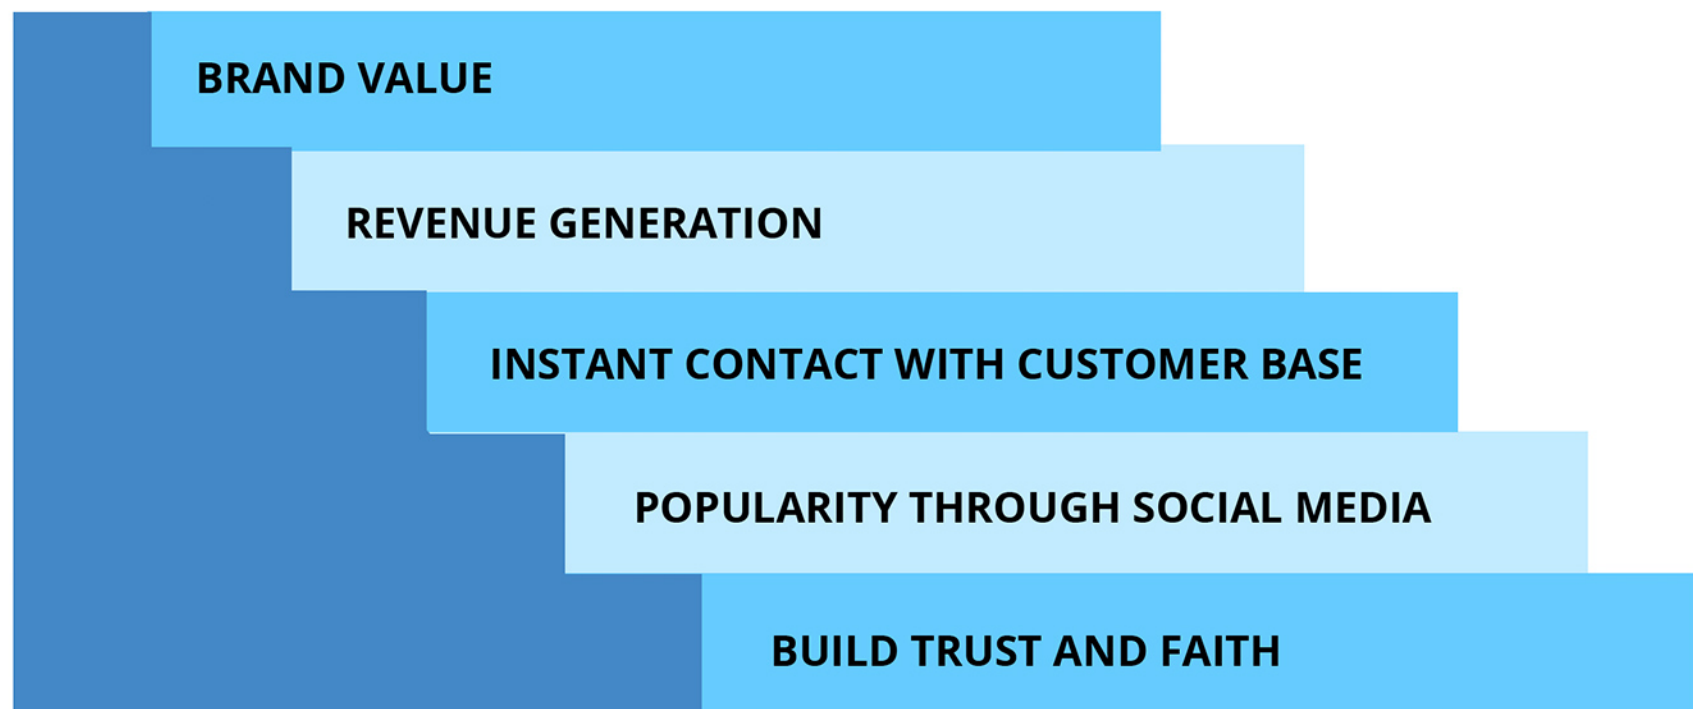 BRAND VALUE
REVENUE GENERATION
INSTANT CONTACT WITH CUSTOMER BASE
POPULARITY THROUGH SOCIAL MEDIA
BUILD TRUST AND FAITH